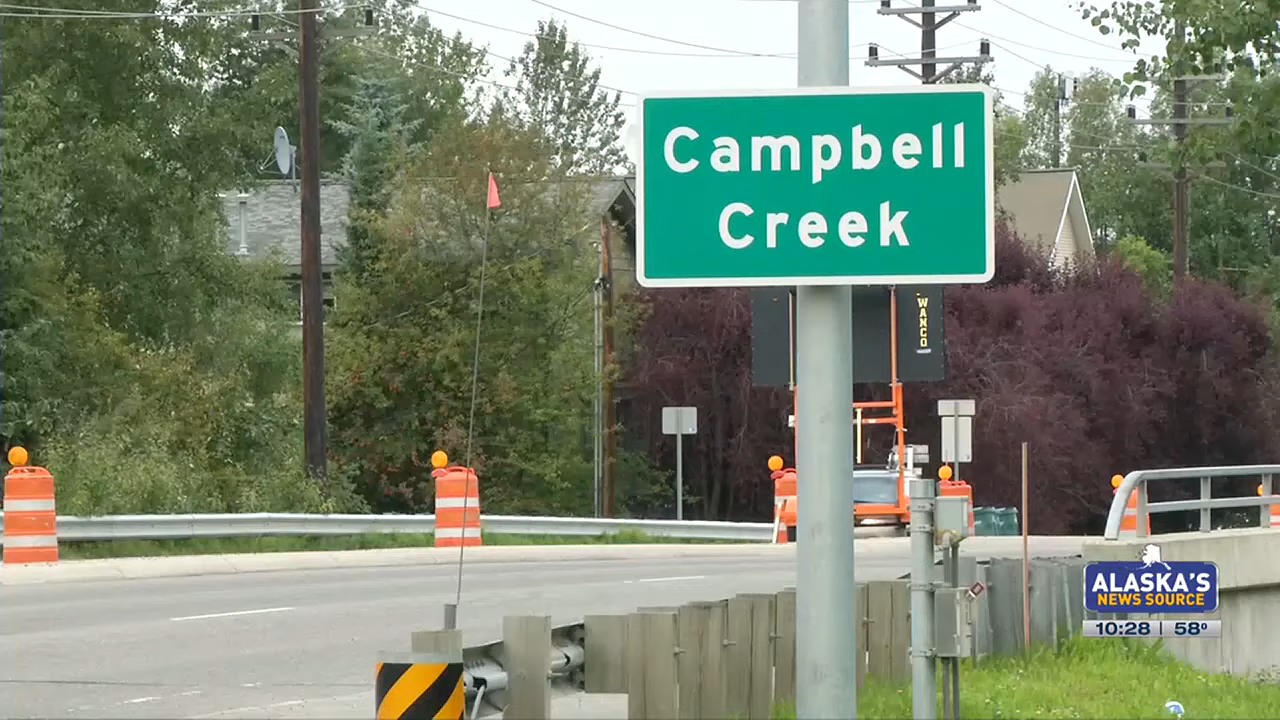 Campbell
Creek
WANCO
ALASKA'S
NEWS SOURCE
10:28 | 58°